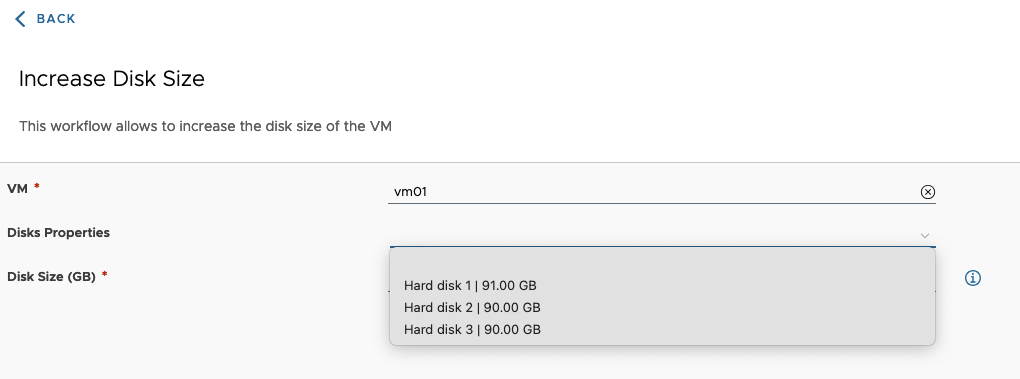 BACK
Increase Disk Size
This workflow allows to increase the disk size of the VM
VM *
vm01
Disks Properties
Disk Size (GB) *
Hard disk 1 | 91.00 GB
Hard disk 2 | 90.00 GB
Hard disk 3 | 90.00 GB